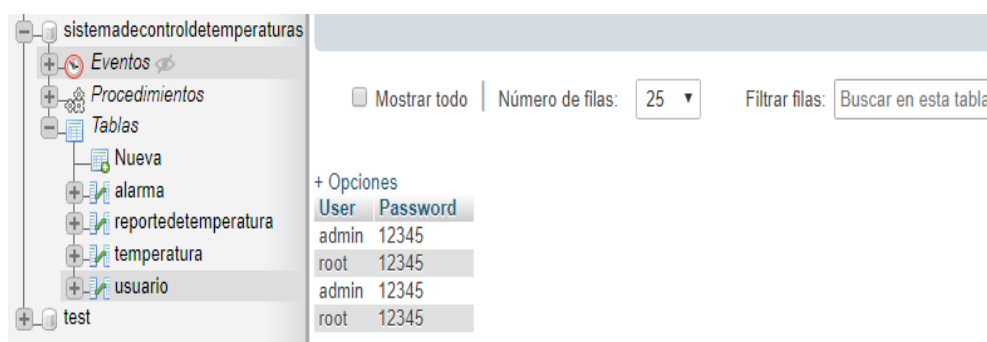 sistemadecontroldetemperaturas
Eventos
Procedimientos
Tablas
Nueva
alarma
reportedetemperatura
temperatura
usuario
test
Mostrar todo Número de filas: 25 Filtrar filas: Buscar en esta tabla
+ Opciones
User Password
admin 12345
root 12345
admin 12345
root 12345